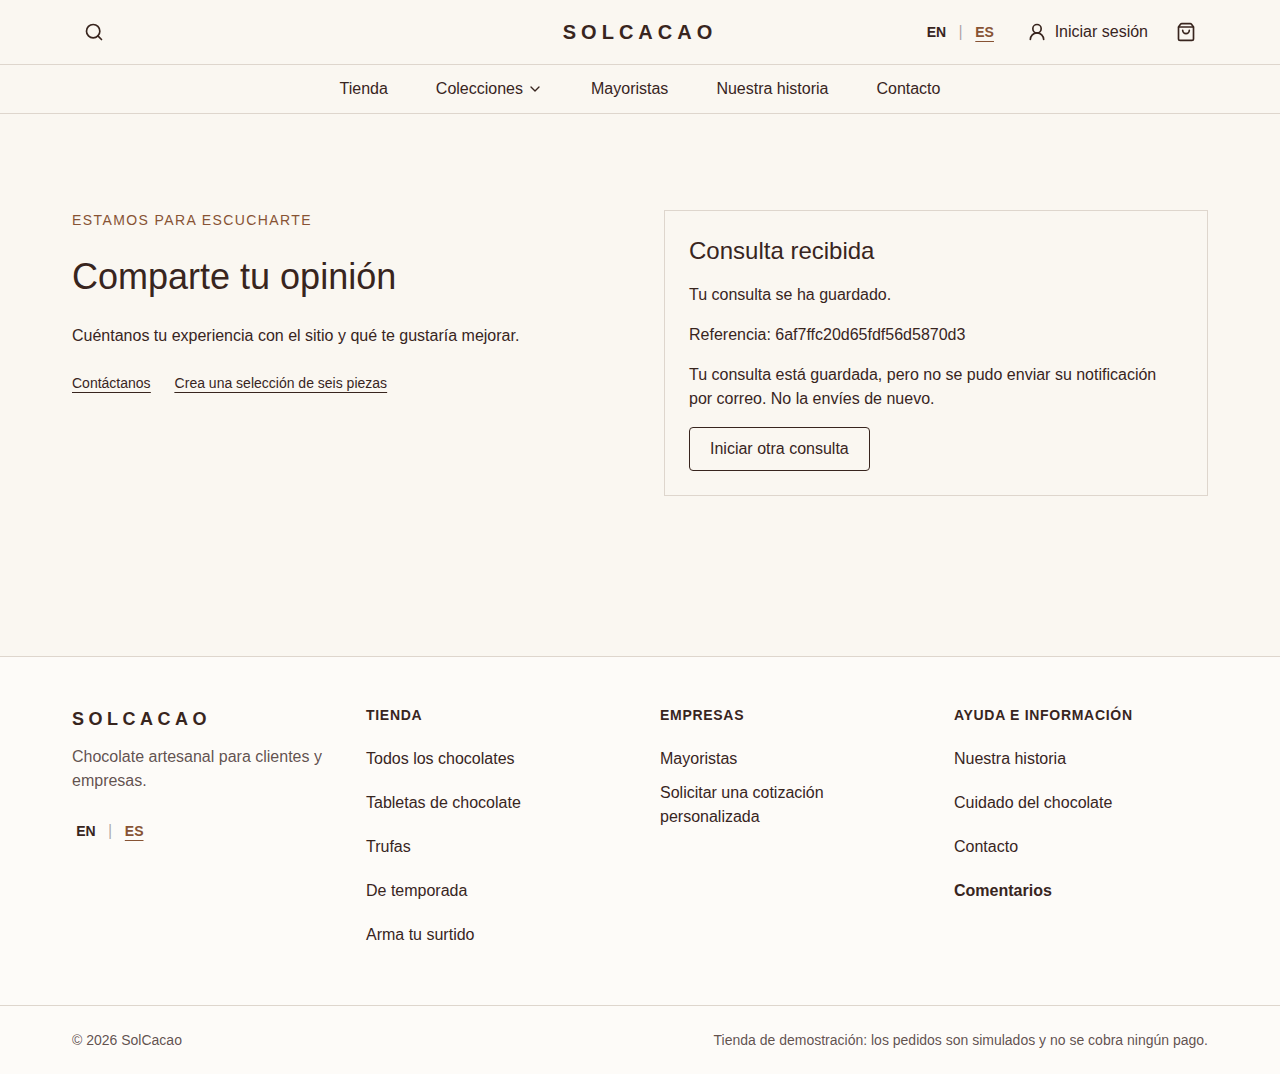 SOLCACAO
EN | ES
Iniciar sesión
Tienda
Colecciones
Mayoristas
Nuestra historia
Contacto
ESTAMOS PARA ESCUCHARTE
Comparte tu opinión
Cuéntanos tu experiencia con el sitio y qué te gustaría mejorar.
Contáctanos
Crea una selección de seis piezas
Consulta recibida
Tu consulta se ha guardado.
Referencia: 6af7ffc20d65fdf56d5870d3
Tu consulta está guardada, pero no se pudo enviar su notificación
por correo. No la envíes de nuevo.
Iniciar otra consulta
SOLCACAO
Chocolate artesanal para clientes y
empresas.
EN | ES
TIENDA
Todos los chocolates
Tabletas de chocolate
Trufas
De temporada
Arma tu surtido
EMPRESAS
Mayoristas
Solicitar una cotización
personalizada
AYUDA E INFORMACIÓN
Nuestra historia
Cuidado del chocolate
Contacto
Comentarios
© 2026 SolCacao
Tienda de demostración: los pedidos son simulados y no se cobra ningún pago.